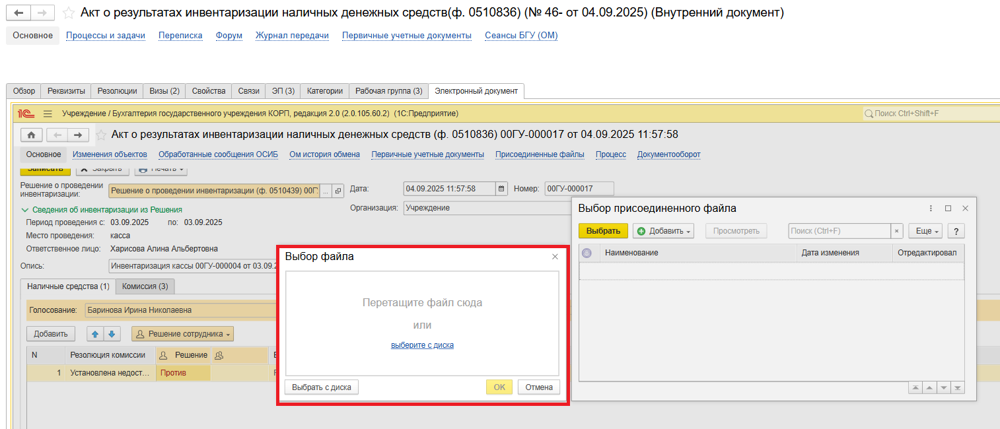 Акт о результатах инвентаризации наличных денежных средств(ф. 0510836) (№ 46- от 04.09.2025) (Внутренний документ)
Основное Процессы и задачи Переписка Форум Журнал передачи Первичные учетные документы Сеансы БГУ (ОМ)
Обзор Реквизиты Резолюции Визы (2) Свойства Связи ЭП (3) Категории Рабочая группа (3) Электронный документ
1С Учреждение / Бухгалтерия государственного учреждения КОРП, редакция 2.0 (2.0.105.60.2) (1С:Предприятие) Поиск Ctrl+Shift+F
Акт о результатах инвентаризации наличных денежных средств (ф. 0510836) 00ГУ-000017 от 04.09.2025 11:57:58
Основное Изменения объектов Обработанные сообщения ОСИБ Ом история обмена Первичные учетные документы Присоединенные файлы Процесс Документооборот
Записать Закрыть Печать
Решение о проведении
инвентаризации:
Решение о проведении инвентаризации (ф. 0510439) 00Г ... Дата: 04.09.2025 11:57:58 Номер: 00ГУ-000017
Сведения об инвентаризации из Решения
Организация: Учреждение
Период проведения с: 03.09.2025 по: 03.09.2025
Место проведения: касса
Ответственное лицо: Харисова Алина Альбертовна
Опись: Инвентаризация кассы 00ГУ-000004 от 03.09.2
Наличные средства (1) Комиссия (3)
Голосование: Баринова Ирина Николаевна
Добавить Решение сотрудника
N Резолюция комиссии Решение
1 Установлена недост... Против
Выбор файла
Перетащите файл сюда
или
выберите с диска
Выбрать с диска ОК Отмена
Выбор присоединенного файла
Выбрать Добавить Просмотреть Поиск (Ctrl+F) × Еще ?
Наименование Дата изменения Отредактировал